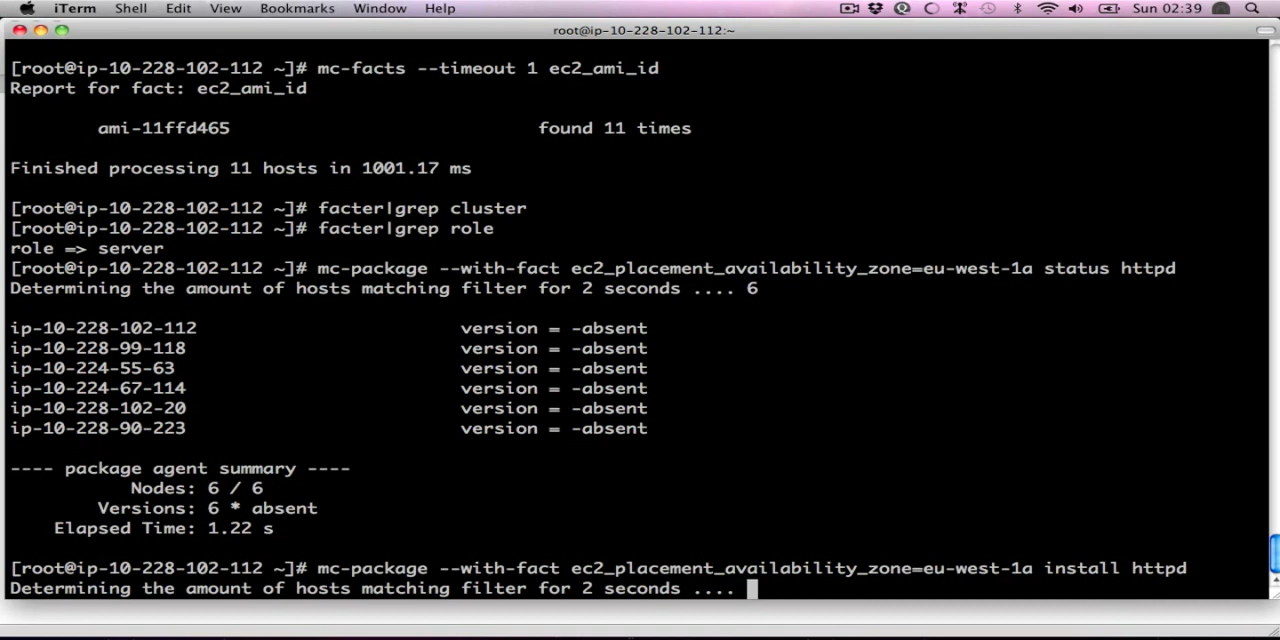 iTerm Shell Edit View Bookmarks Window Help Sun 02:39
root@ip-10-228-102-112:~
[root@ip-10-228-102-112 ~]# mc-facts --timeout 1 ec2_ami_id
Report for fact: ec2_ami_id
ami-11ffd465 found 11 times
Finished processing 11 hosts in 1001.17 ms
[root@ip-10-228-102-112 ~]# facter|grep cluster
[root@ip-10-228-102-112 ~]# facter|grep role
role => server
[root@ip-10-228-102-112 ~]# mc-package --with-fact ec2_placement_availability_zone=eu-west-1a status httpd
Determining the amount of hosts matching filter for 2 seconds .... 6
ip-10-228-102-112 version = -absent
ip-10-228-99-118 version = -absent
ip-10-224-55-63 version = -absent
ip-10-224-67-114 version = -absent
ip-10-228-102-20 version = -absent
ip-10-228-90-223 version = -absent
---- package agent summary ----
Nodes: 6 / 6
Versions: 6 * absent
Elapsed Time: 1.22 s
[root@ip-10-228-102-112 ~]# mc-package --with-fact ec2_placement_availability_zone=eu-west-1a install httpd
Determining the amount of hosts matching filter for 2 seconds ....